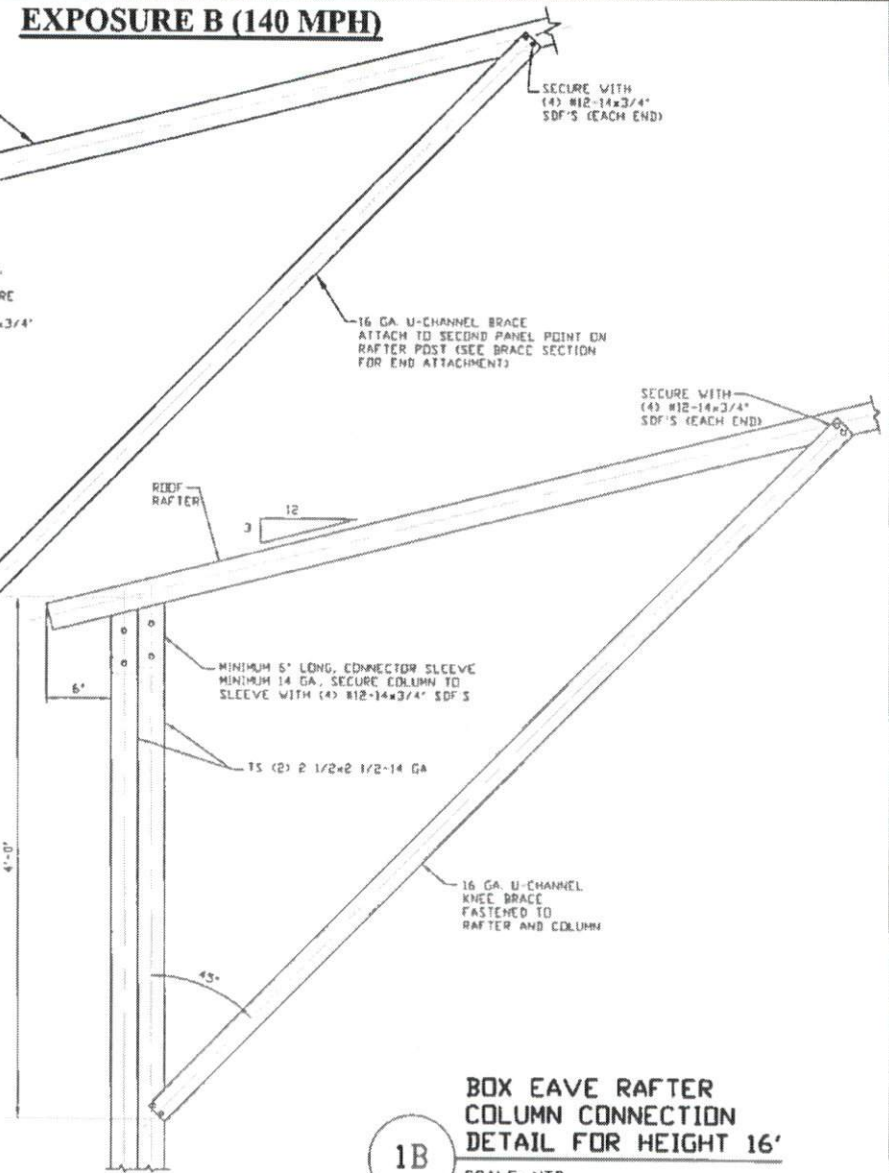 EXPOSURE B (140 MPH)
SECURE WITH
(4) #12-14x3/4"
SDF'S (EACH END)
RE
x3/4"
16 GA. U-CHANNEL BRACE
ATTACH TO SECOND PANEL POINT ON
RAFTER POST (SEE BRACE SECTION
FOR END ATTACHMENT)
SECURE WITH
(4) #12-14x3/4"
SDF'S (EACH END)
ROOF
RAFTER
12
3
MINIMUM 6" LONG, CONNECTOR SLEEVE
MINIMUM 14 GA, SECURE COLUMN TO
SLEEVE WITH (4) #12-14x3/4" SDF'S
6"
TS (2) 2 1/2x2 1/2-14 GA
4'-0"
16 GA. U-CHANNEL
KNEE BRACE
FASTENED TO
RAFTER AND COLUMN
45°
BOX EAVE RAFTER
COLUMN CONNECTION
DETAIL FOR HEIGHT 16'
1B